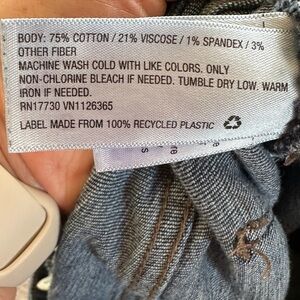 BODY: 75% COTTON / 21% VISCOSE / 1% SPANDEX / 3%
OTHER FIBER
MACHINE WASH COLD WITH LIKE COLORS. ONLY
NON-CHLORINE BLEACH IF NEEDED. TUMBLE DRY LOW. WARM
IRON IF NEEDED.
RN17730 VN1126365
LABEL MADE FROM 100% RECYCLED PLASTIC